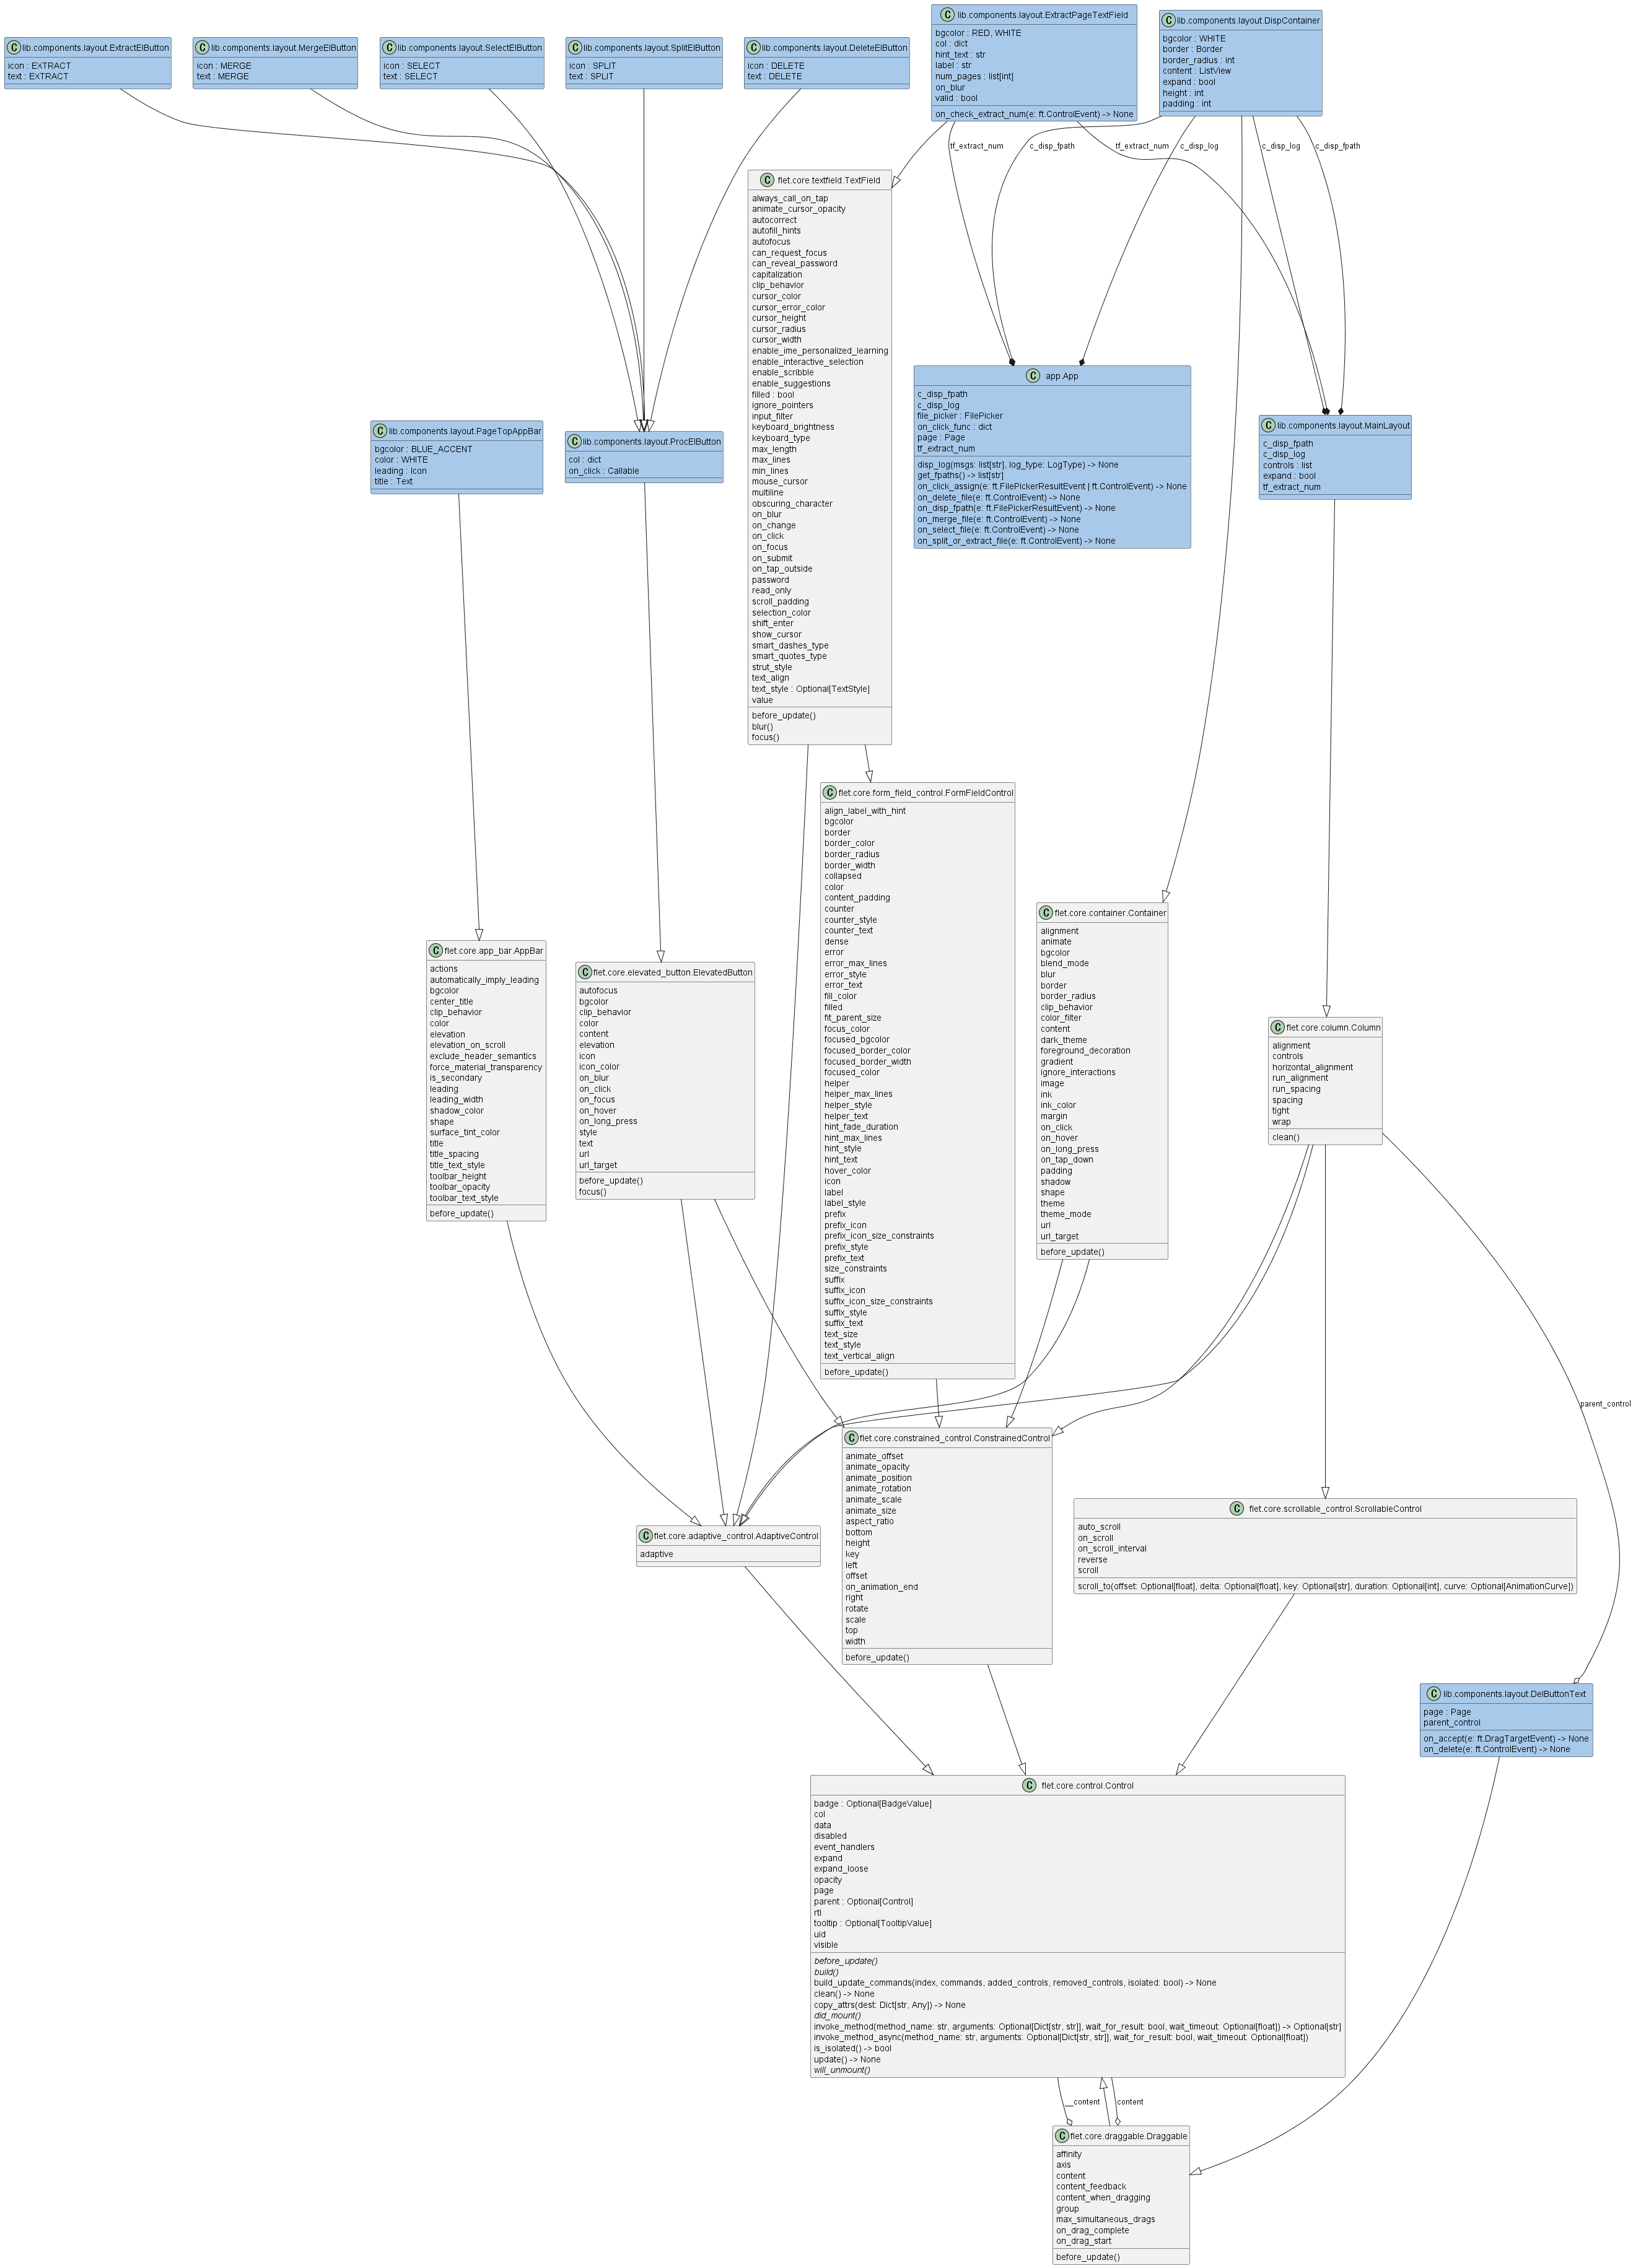 C lib.components.layout.ExtractElButton
icon : EXTRACT
text : EXTRACT
C lib.components.layout.MergeElButton
icon : MERGE
text : MERGE
C lib.components.layout.SelectElButton
icon : SELECT
text : SELECT
C lib.components.layout.SplitElButton
icon : SPLIT
text : SPLIT
C lib.components.layout.DeleteElButton
icon : DELETE
text : DELETE
C lib.components.layout.ExtractPageTextField
bgcolor : RED, WHITE
col : dict
hint_text : str
label : str
num_pages : list[int]
on_blur
valid : bool
on_check_extract_num(e: ft.ControlEvent) -> None
C lib.components.layout.DispContainer
bgcolor : WHITE
border : Border
border_radius : int
content : ListView
expand : bool
height : int
padding : int
tf_extract_num
c_disp_fpath
tf_extract_num
c_disp_log
c_disp_log
c_disp_fpath
C flet.core.textfield.TextField
always_call_on_tap
animate_cursor_opacity
autocorrect
autofill_hints
autofocus
can_request_focus
can_reveal_password
capitalization
clip_behavior
cursor_color
cursor_error_color
cursor_height
cursor_radius
cursor_width
enable_ime_personalized_learning
enable_interactive_selection
enable_scribble
enable_suggestions
filled : bool
ignore_pointers
input_filter
keyboard_brightness
keyboard_type
max_length
max_lines
min_lines
mouse_cursor
multiline
obscuring_character
on_blur
on_change
on_click
on_focus
on_submit
on_tap_outside
password
read_only
scroll_padding
selection_color
shift_enter
show_cursor
smart_dashes_type
smart_quotes_type
strut_style
text_align
text_style : Optional[TextStyle]
value
before_update()
blur()
focus()
C app.App
c_disp_fpath
c_disp_log
file_picker : FilePicker
on_click_func : dict
page : Page
tf_extract_num
disp_log(msgs: list[str], log_type: LogType) -> None
get_fpaths() -> list[str]
on_click_assign(e: ft.FilePickerResultEvent | ft.ControlEvent) -> None
on_delete_file(e: ft.ControlEvent) -> None
on_disp_fpath(e: ft.FilePickerResultEvent) -> None
on_merge_file(e: ft.ControlEvent) -> None
on_select_file(e: ft.ControlEvent) -> None
on_split_or_extract_file(e: ft.ControlEvent) -> None
C lib.components.layout.MainLayout
c_disp_fpath
c_disp_log
controls : list
expand : bool
tf_extract_num
C lib.components.layout.PageTopAppBar
bgcolor : BLUE_ACCENT
color : WHITE
leading : Icon
title : Text
C lib.components.layout.ProcElButton
col : dict
on_click : Callable
C flet.core.form_field_control.FormFieldControl
align_label_with_hint
bgcolor
border
border_color
border_radius
border_width
collapsed
color
content_padding
counter
counter_style
counter_text
dense
error
error_max_lines
error_style
error_text
fill_color
filled
fit_parent_size
focus_color
focused_bgcolor
focused_border_color
focused_border_width
focused_color
helper
helper_max_lines
helper_style
helper_text
hint_fade_duration
hint_max_lines
hint_style
hint_text
hover_color
icon
label
label_style
prefix
prefix_icon
prefix_icon_size_constraints
prefix_style
prefix_text
size_constraints
suffix
suffix_icon
suffix_icon_size_constraints
suffix_style
suffix_text
text_size
text_style
text_vertical_align
before_update()
C flet.core.container.Container
alignment
animate
bgcolor
blend_mode
blur
border
border_radius
clip_behavior
color_filter
content
dark_theme
foreground_decoration
gradient
ignore_interactions
image
ink
ink_color
margin
on_click
on_hover
on_long_press
on_tap_down
padding
shadow
shape
theme
theme_mode
url
url_target
before_update()
C flet.core.app_bar.AppBar
actions
automatically_imply_leading
bgcolor
center_title
clip_behavior
color
elevation
elevation_on_scroll
exclude_header_semantics
force_material_transparency
is_secondary
leading
leading_width
shadow_color
shape
surface_tint_color
title
title_spacing
title_text_style
toolbar_height
toolbar_opacity
toolbar_text_style
before_update()
C flet.core.elevated_button.ElevatedButton
autofocus
bgcolor
clip_behavior
color
content
elevation
icon
icon_color
on_blur
on_click
on_focus
on_hover
on_long_press
style
text
url
url_target
before_update()
focus()
C flet.core.column.Column
alignment
controls
horizontal_alignment
run_alignment
run_spacing
spacing
tight
wrap
clean()
parent_control
C flet.core.constrained_control.ConstrainedControl
animate_offset
animate_opacity
animate_position
animate_rotation
animate_scale
animate_size
aspect_ratio
bottom
height
key
left
offset
on_animation_end
right
rotate
scale
top
width
before_update()
C flet.core.scrollable_control.ScrollableControl
auto_scroll
on_scroll
on_scroll_interval
reverse
scroll
scroll_to(offset: Optional[float], delta: Optional[float], key: Optional[str], duration: Optional[int], curve: Optional[AnimationCurve])
C flet.core.adaptive_control.AdaptiveControl
adaptive
C lib.components.layout.DelButtonText
page : Page
parent_control
on_accept(e: ft.DragTargetEvent) -> None
on_delete(e: ft.ControlEvent) -> None
C flet.core.control.Control
badge : Optional[BadgeValue]
col
data
disabled
event_handlers
expand
expand_loose
opacity
page
parent : Optional[Control]
rtl
tooltip : Optional[TooltipValue]
uid
visible
before_update()
build()
build_update_commands(index, commands, added_controls, removed_controls, isolated: bool) -> None
clean() -> None
copy_attrs(dest: Dict[str, Any]) -> None
did_mount()
invoke_method(method_name: str, arguments: Optional[Dict[str, str]], wait_for_result: bool, wait_timeout: Optional[float]) -> Optional[str]
invoke_method_async(method_name: str, arguments: Optional[Dict[str, str]], wait_for_result: bool, wait_timeout: Optional[float])
is_isolated() -> bool
update() -> None
will_unmount()
__content
content
C flet.core.draggable.Draggable
affinity
axis
content
content_feedback
content_when_dragging
group
max_simultaneous_drags
on_drag_complete
on_drag_start
before_update()